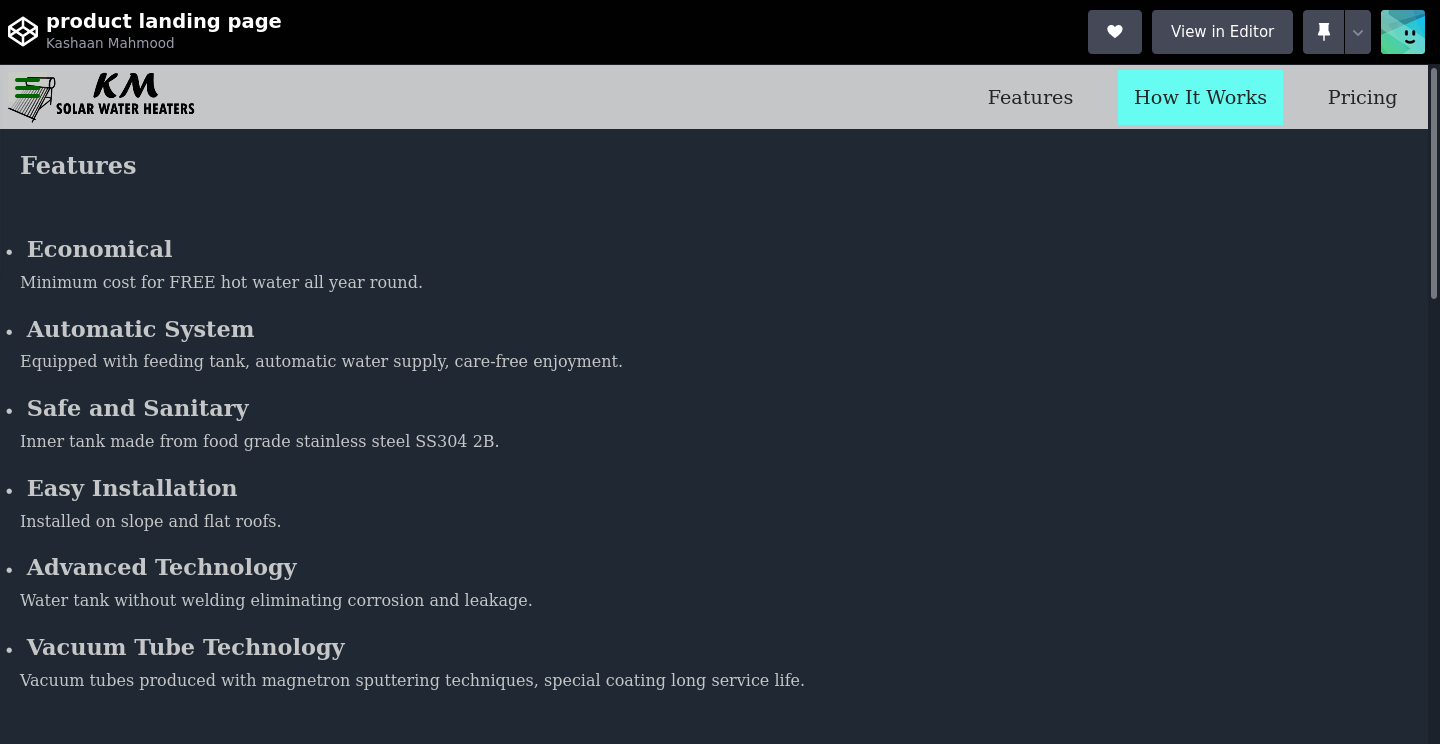 product landing page
Kashaan Mahmood
View in Editor
KM
SOLAR WATER HEATERS
Features
How It Works
Pricing
Features
Economical
Minimum cost for FREE hot water all year round.
Automatic System
Equipped with feeding tank, automatic water supply, care-free enjoyment.
Safe and Sanitary
Inner tank made from food grade stainless steel SS304 2B.
Easy Installation
Installed on slope and flat roofs.
Advanced Technology
Water tank without welding eliminating corrosion and leakage.
Vacuum Tube Technology
Vacuum tubes produced with magnetron sputtering techniques, special coating long service life.